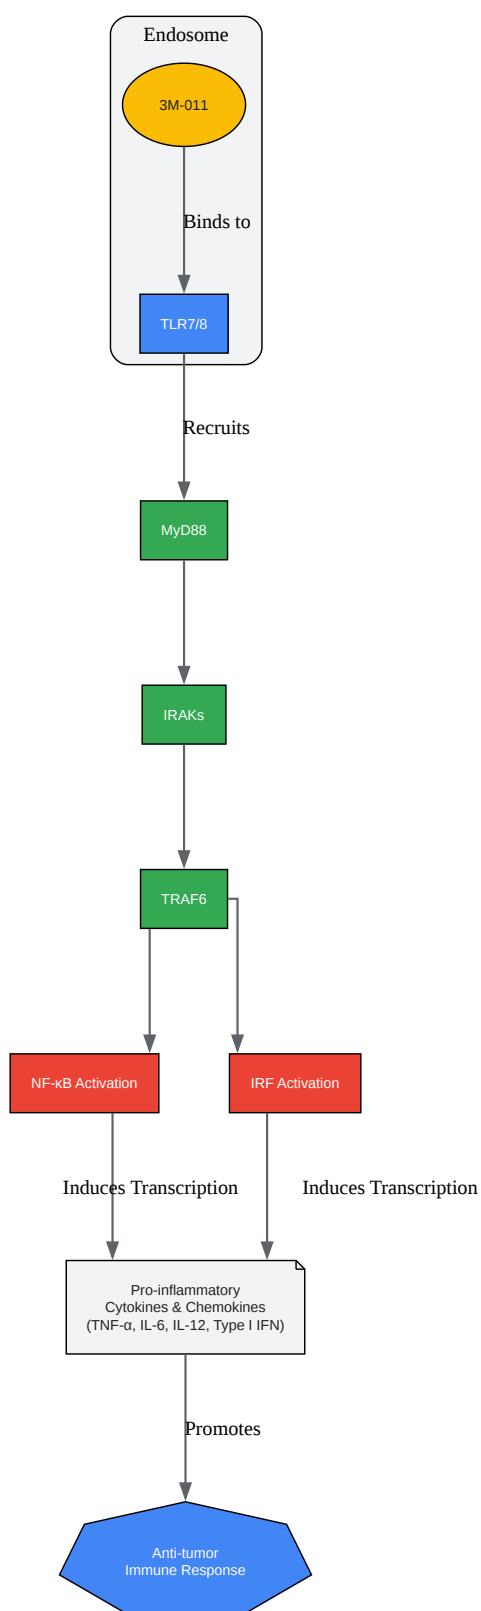 Endosome
3M-011
Binds to
TLR7/8
Recruits
MyD88
IRAKs
TRAF6
NF-κB Activation
IRF Activation
Induces Transcription
Induces Transcription
Pro-inflammatory
Cytokines & Chemokines
(TNF-α, IL-6, IL-12, Type I IFN)
Promotes
Anti-tumor
Immune Response